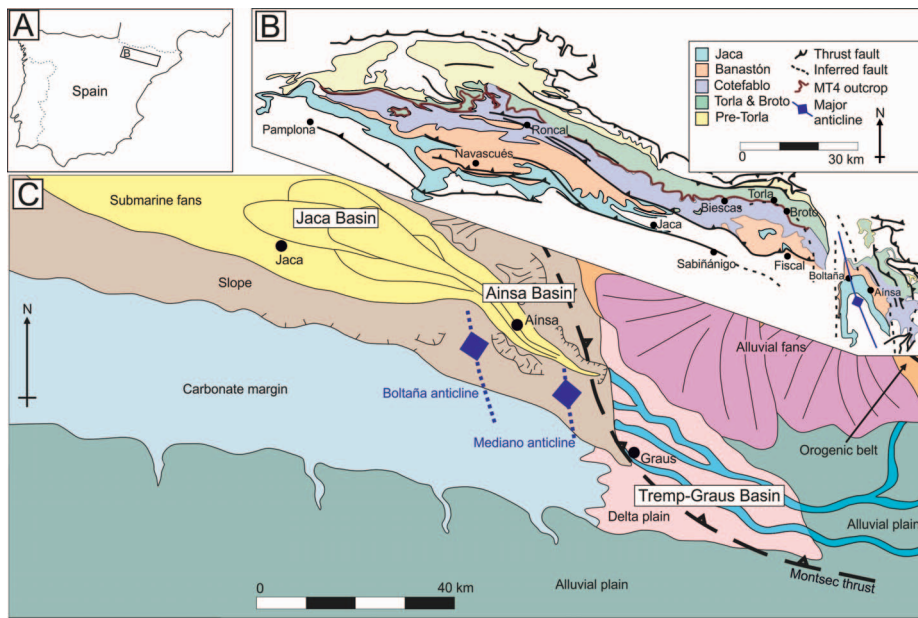 A
B
Spain
B
Jaca
Banastón
Cotefablo
Torla & Broto
Pre-Torla
Thrust fault
Inferred fault
MT4 outcrop
Major
anticline
N
0 30 km
Pamplona
Roncal
Navascués
Jaca
Sabiñánigo
Biescas
Torla
Broto
Fiscal
Boltaña
Aínsa
C
Submarine fans
Jaca Basin
Jaca
Slope
Ainsa Basin
Aínsa
N
Carbonate margin
Boltaña anticline
Mediano anticline
Alluvial fans
Orogenic belt
Graus
Tremp-Graus Basin
Delta plain
Alluvial plain
Montsec thrust
0 40 km
Alluvial plain